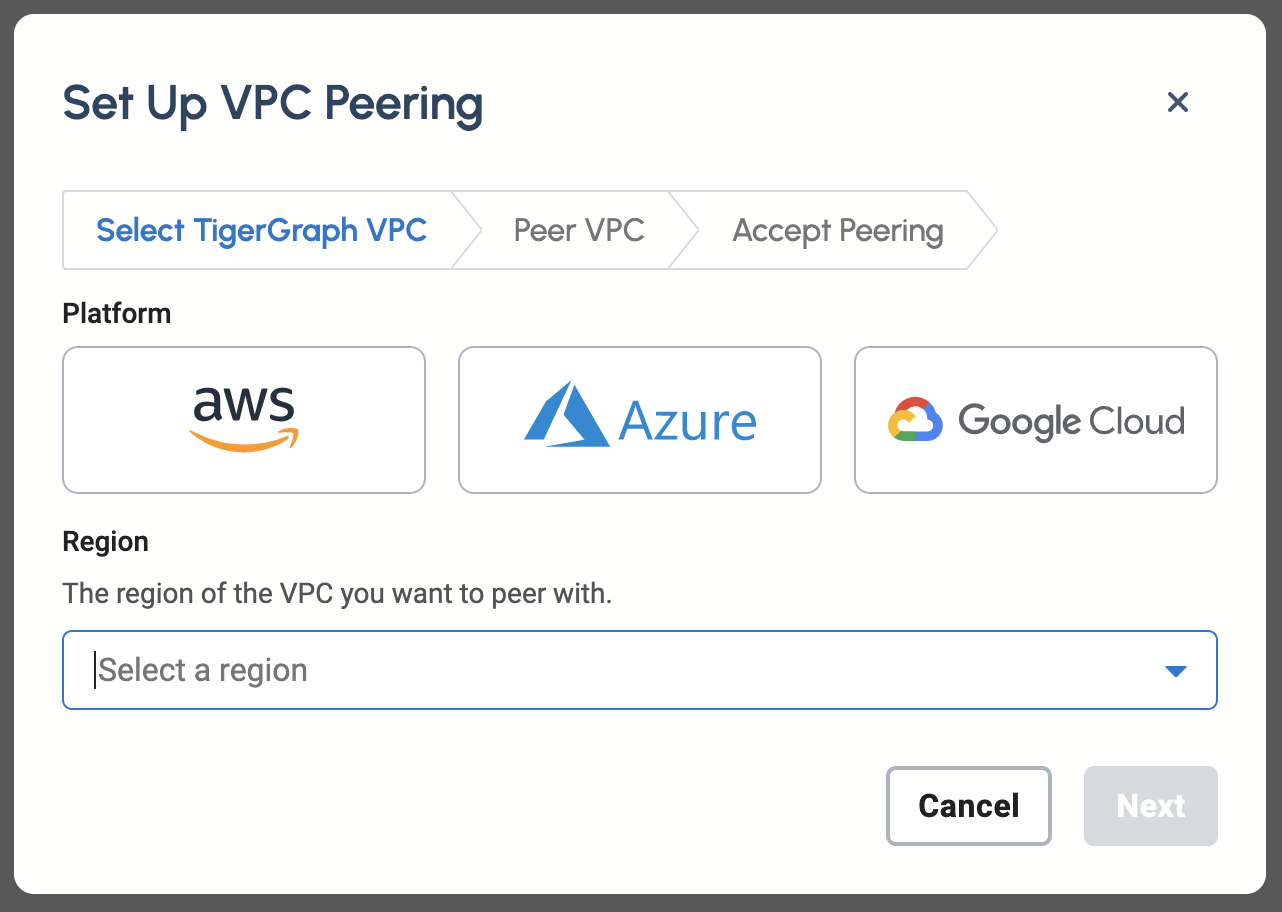 Set Up VPC Peering
Select TigerGraph VPC Peer VPC Accept Peering
Platform
aws Azure Google Cloud
Region
The region of the VPC you want to peer with.
Select a region
Cancel Next